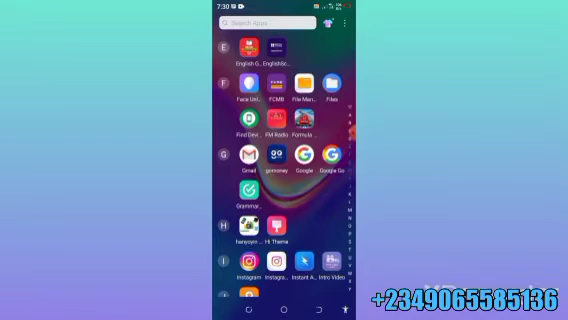 7:30
Search Apps
E
English G... EnglishSc...
F
Face Unl... FCMB File Man... Files
Find Devi... FM Radio Formula ...
G
Gmail gomoney Google Google Go
Grammar...
H
hanyoyin ... Hi Theme
I
Instagram Instagra... Instant A... Intro Video
+2349065585136